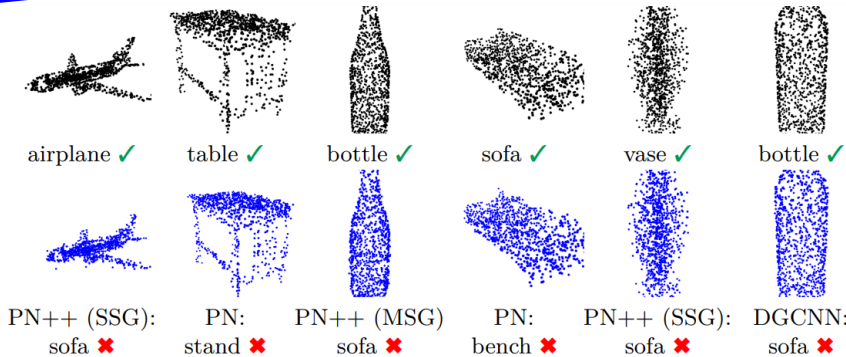 airplane ✓ table ✓ bottle ✓ sofa ✓ vase ✓ bottle ✓
PN++ (SSG): PN: PN++ (MSG) PN: PN++ (SSG): DGCNN:
sofa ✖ stand ✖ sofa ✖ bench ✖ sofa ✖ sofa ✖